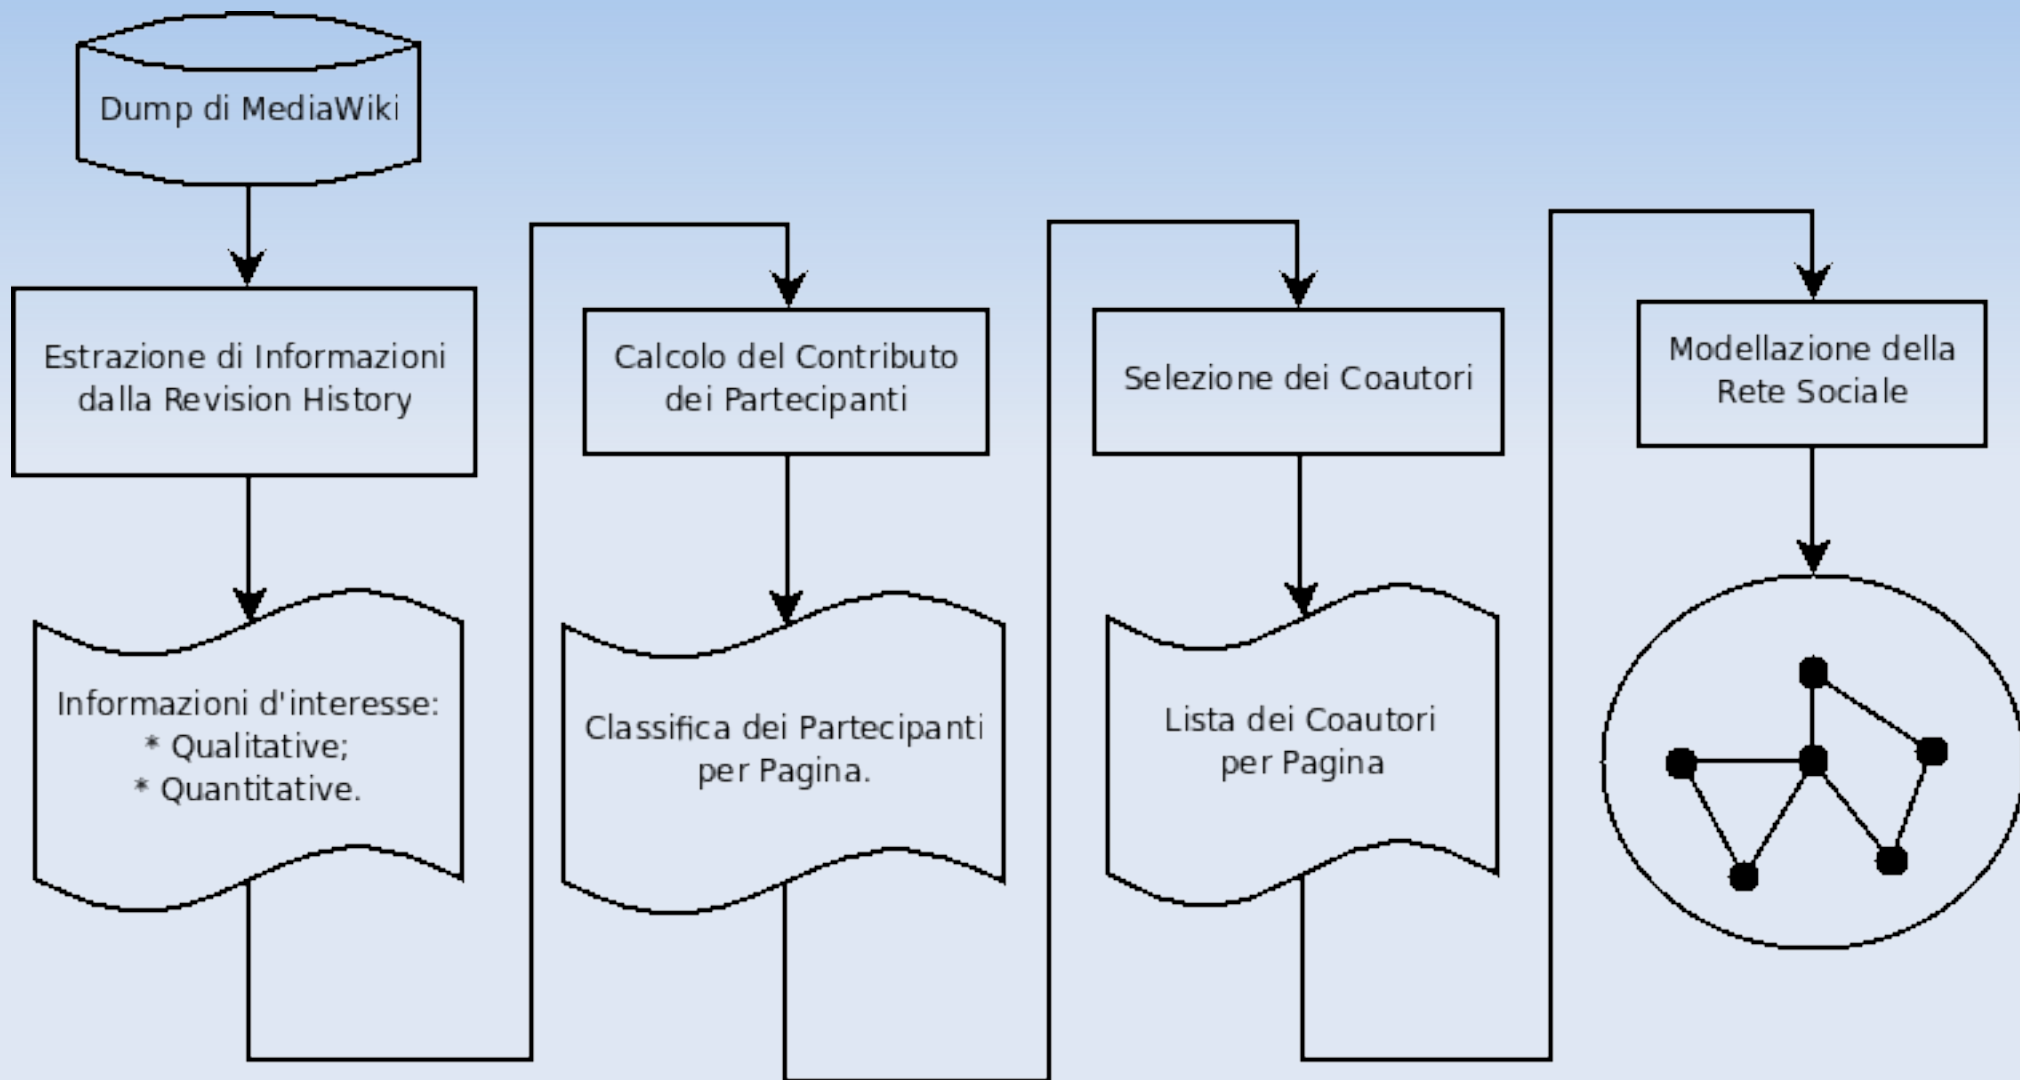 Dump di MediaWiki
Estrazione di Informazioni
dalla Revision History
Informazioni d'interesse:
* Qualitative;
* Quantitative.
Calcolo del Contributo
dei Partecipanti
Classifica dei Partecipanti
per Pagina.
Selezione dei Coautori
Lista dei Coautori
per Pagina
Modellazione della
Rete Sociale